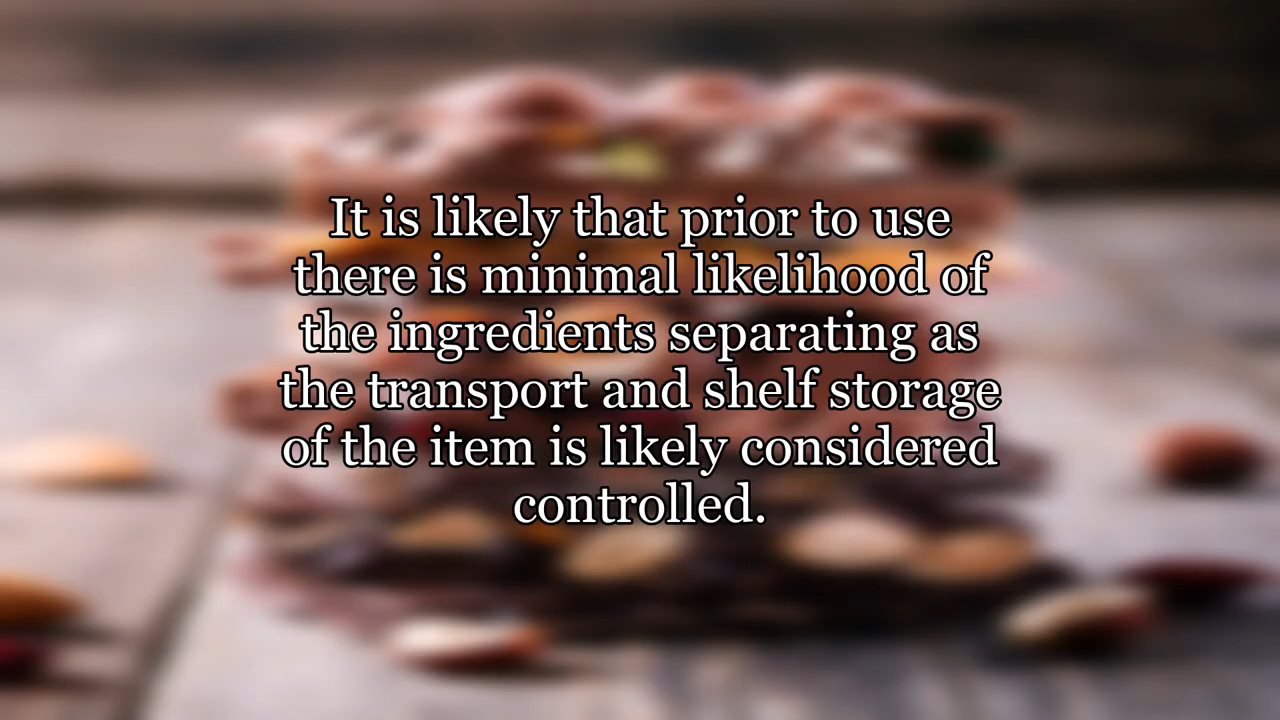 It is likely that prior to use
there is minimal likelihood of
the ingredients separating as
the transport and shelf storage
of the item is likely considered
controlled.